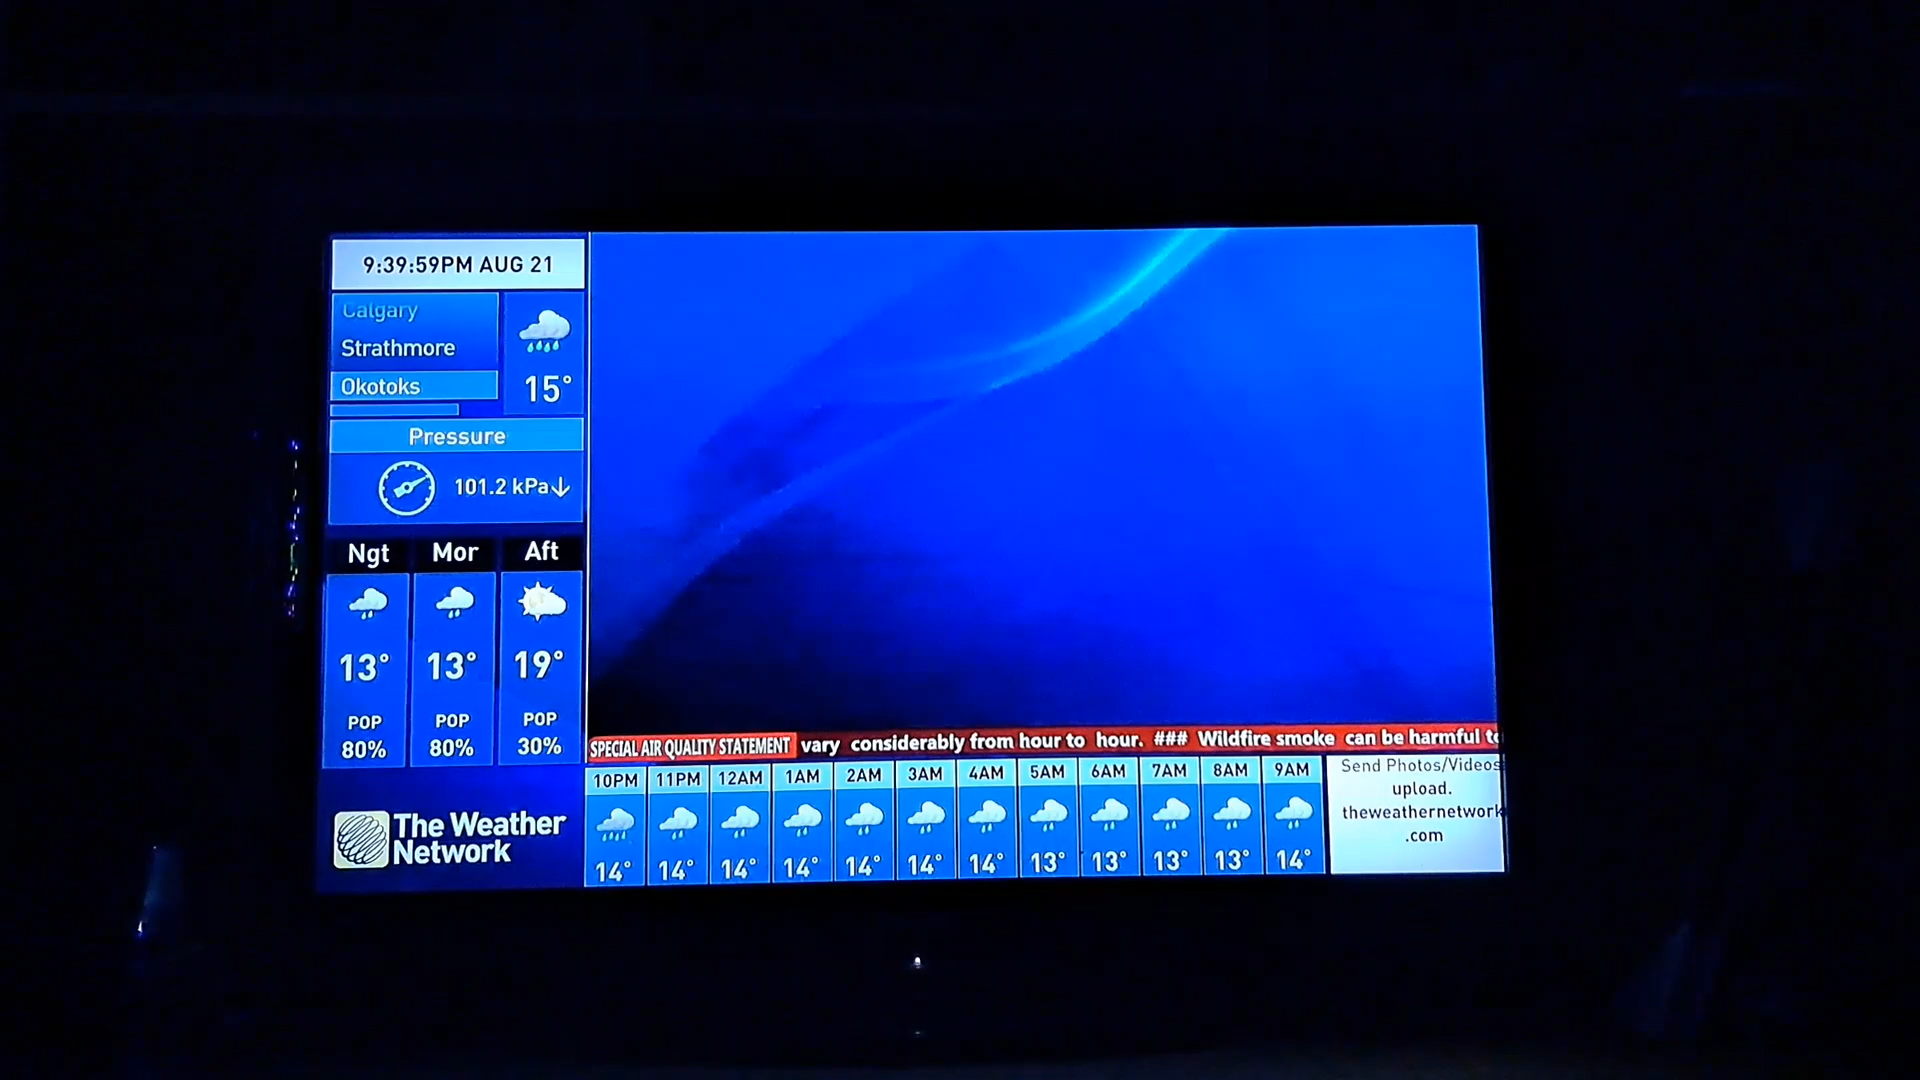 9:39:59PM AUG 21
Calgary
Strathmore
Okotoks
15°
Pressure
101.2 kPa↓
Ngt Mor Aft
13° 13° 19°
POP POP POP
80% 80% 30%
The Weather
Network
SPECIAL AIR QUALITY STATEMENT vary considerably from hour to hour. ### Wildfire smoke can be harmful to
10PM 11PM 12AM 1AM 2AM 3AM 4AM 5AM 6AM 7AM 8AM 9AM
14° 14° 14° 14° 14° 14° 14° 13° 13° 13° 13° 14°
Send Photos/Videos
upload.
theweathernetwork
.com